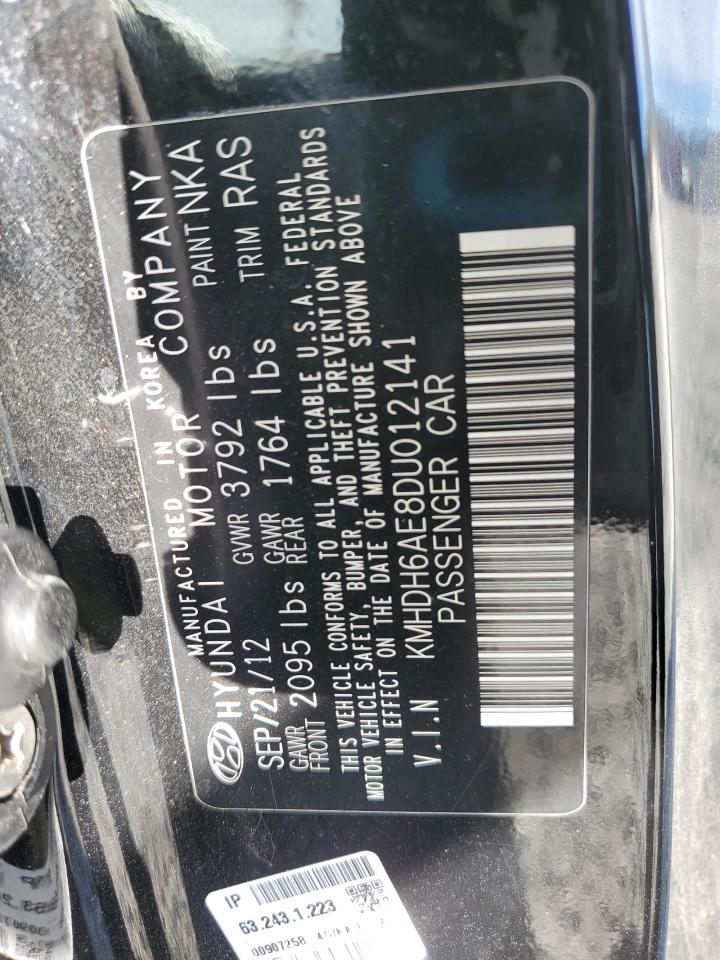 MANUFACTURED IN KOREA BY
HYUNDAI MOTOR COMPANY
SEP/21/12 GVWR 3792 lbs PAINT NKA
GAWR FRONT 2095 lbs GAWR REAR 1764 lbs TRIM RAS
THIS VEHICLE CONFORMS TO ALL APPLICABLE U.S.A. FEDERAL
MOTOR VEHICLE SAFETY, BUMPER, AND THEFT PREVENTION STANDARDS
IN EFFECT ON THE DATE OF MANUFACTURE SHOWN ABOVE
V.I.N KMHDH6AE8DU012141
PASSENGER CAR
IP
63.243.1.223
00907258